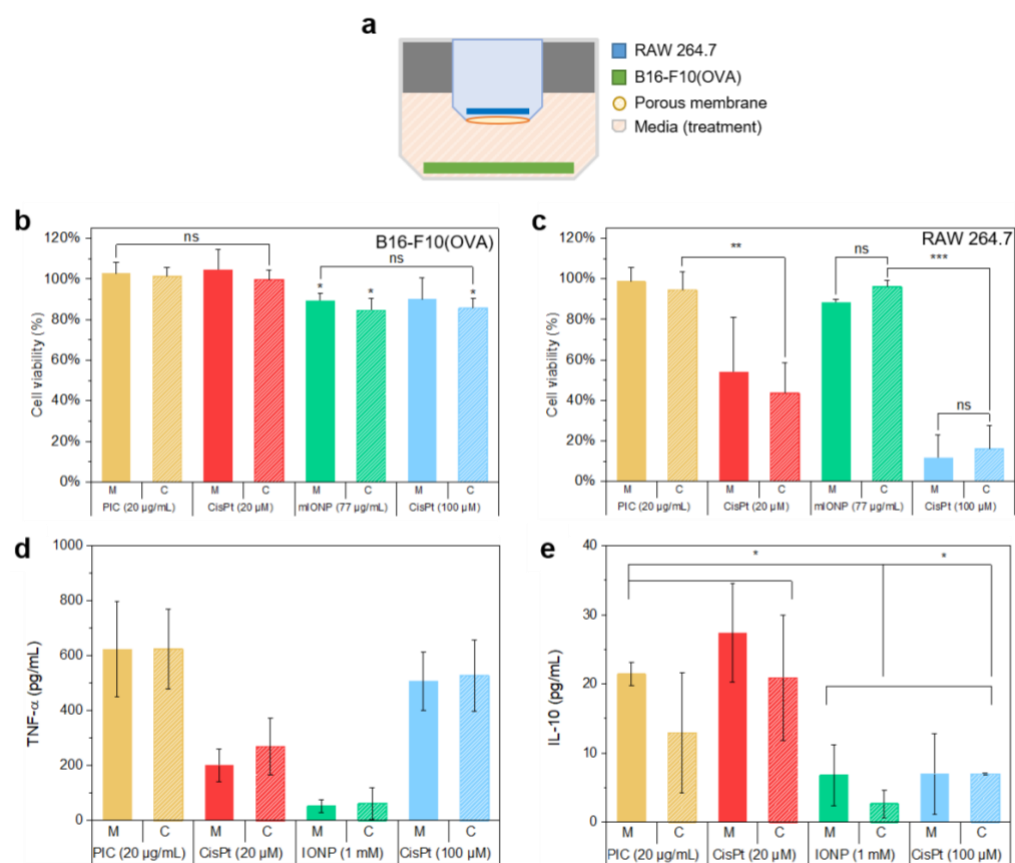 a
RAW 264.7
B16-F10(OVA)
Porous membrane
Media (treatment)
b
B16-F10(OVA)
ns
ns
*
*
*
Cell viability (%)
120%
100%
80%
60%
40%
20%
0%
M C M C M C M C
PIC (20 µg/mL) CisPt (20 µM) mIONP (77 µg/mL) CisPt (100 µM)
c
RAW 264.7
**
ns
***
ns
Cell viability (%)
120%
100%
80%
60%
40%
20%
0%
M C M C M C M C
PIC (20 µg/mL) CisPt (20 µM) mIONP (77 µg/mL) CisPt (100 µM)
d
TNF-α (pg/mL)
1000
800
600
400
200
0
M C M C M C M C
PIC (20 µg/mL) CisPt (20 µM) IONP (1 mM) CisPt (100 µM)
e
*
*
IL-10 (pg/mL)
40
30
20
10
0
M C M C M C M C
PIC (20 µg/mL) CisPt (20 µM) IONP (1 mM) CisPt (100 µM)